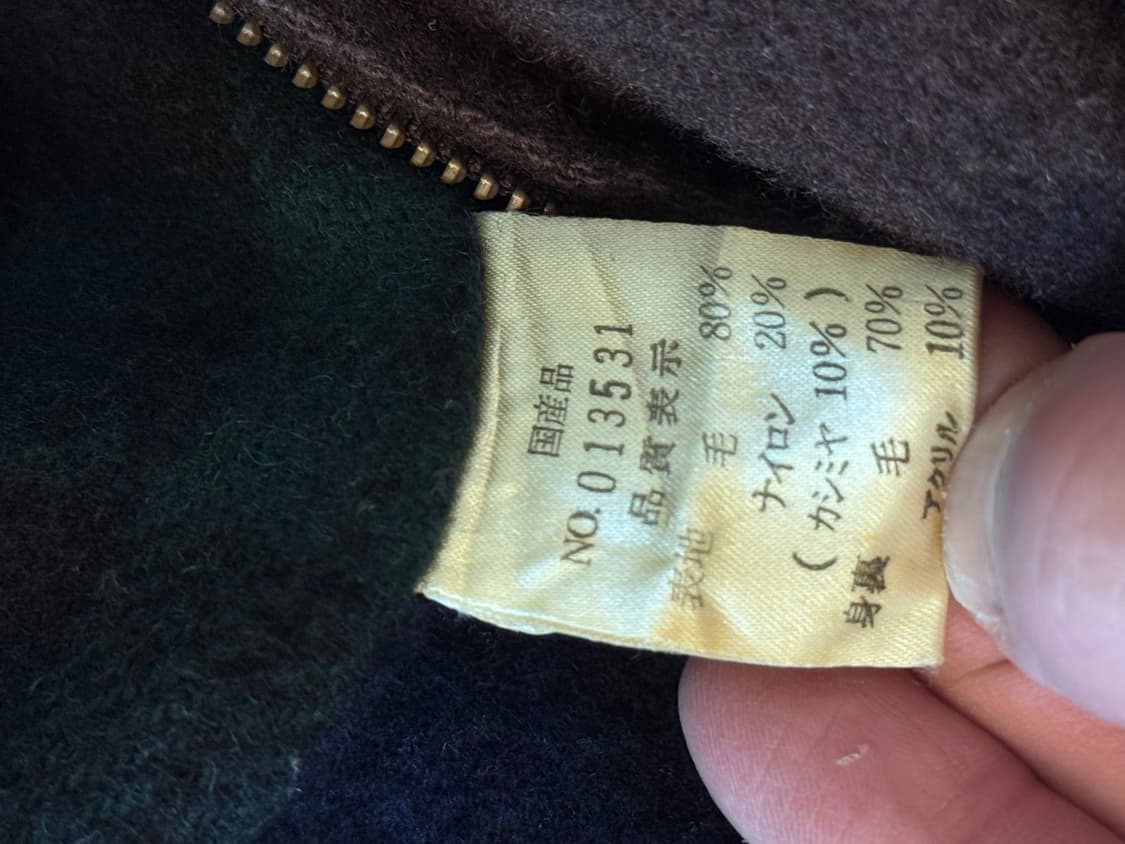 国産品
NO.013531
品質表示
表地 毛 80%
ナイロン 20%
( カシミヤ 10% )
身裏 毛 70%
アクリル 10%